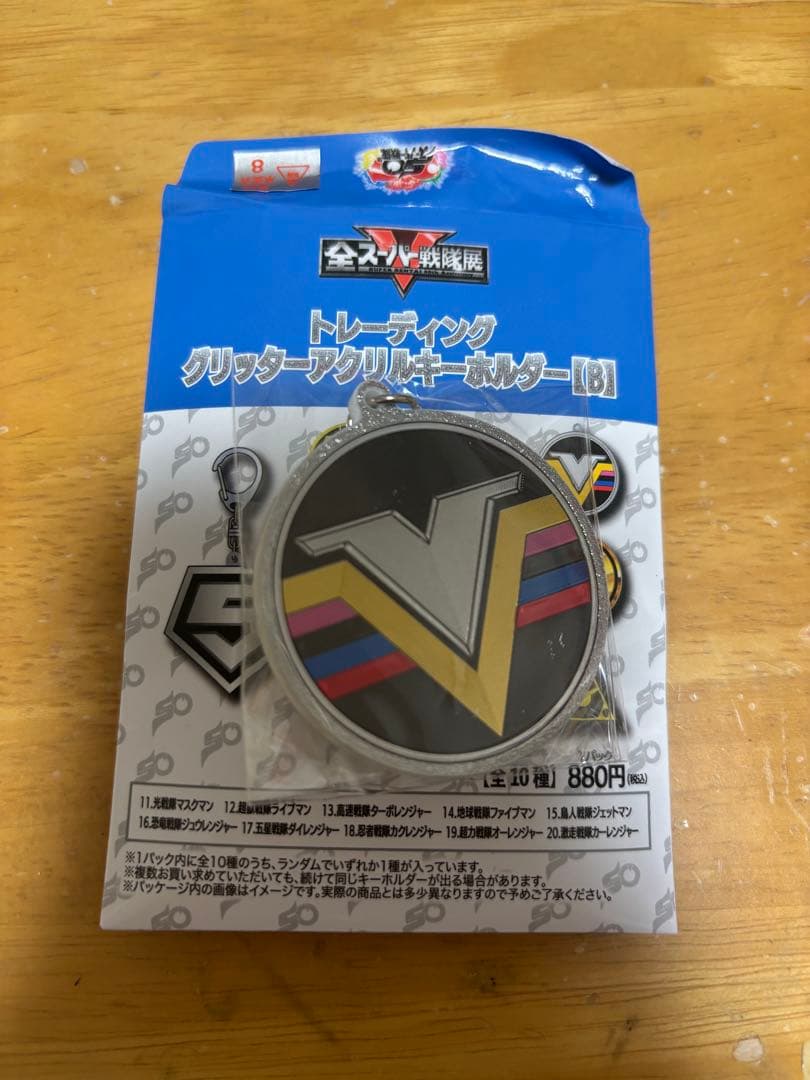 50
全スーパー戦隊展
トレーディング
グリッターアクリルキーホルダー【B】
1パック
【全10種】880円(税込)
11.光戦隊マスクマン 12.超獣戦隊ライブマン 13.高速戦隊ターボレンジャー 14.地球戦隊ファイブマン 15.鳥人戦隊ジェットマン
16.恐竜戦隊ジュウレンジャー 17.五星戦隊ダイレンジャー 18.忍者戦隊カクレンジャー 19.超力戦隊オーレンジャー 20.激走戦隊カーレンジャー
※1パック内に全10種のうち、ランダムでいずれか1種が入っています。
※複数お買い求めていただいても、続けて同じキーホルダーが出る場合があります。
※パッケージ内の画像はイメージです。実際の商品とは多少異なりますので予めご了承ください。